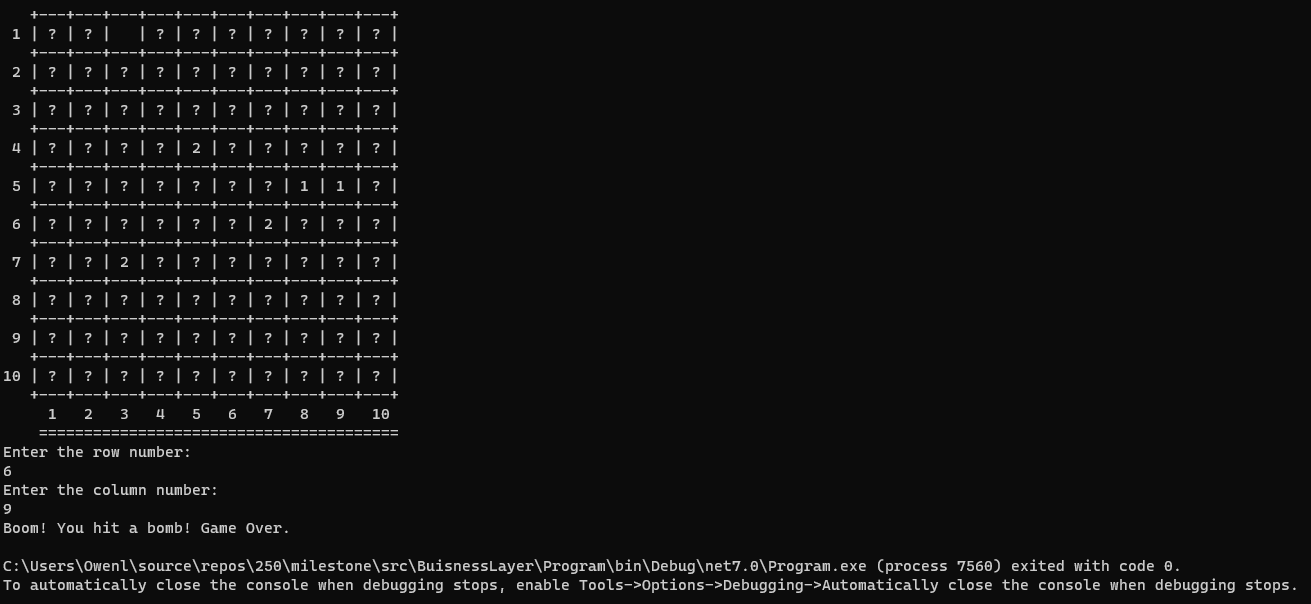 +---+---+---+---+---+---+---+---+---+---+
1 | ? | ? |   | ? | ? | ? | ? | ? | ? | ? |
+---+---+---+---+---+---+---+---+---+---+
2 | ? | ? | ? | ? | ? | ? | ? | ? | ? | ? |
+---+---+---+---+---+---+---+---+---+---+
3 | ? | ? | ? | ? | ? | ? | ? | ? | ? | ? |
+---+---+---+---+---+---+---+---+---+---+
4 | ? | ? | ? | ? | 2 | ? | ? | ? | ? | ? |
+---+---+---+---+---+---+---+---+---+---+
5 | ? | ? | ? | ? | ? | ? | ? | 1 | 1 | ? |
+---+---+---+---+---+---+---+---+---+---+
6 | ? | ? | ? | ? | ? | ? | 2 | ? | ? | ? |
+---+---+---+---+---+---+---+---+---+---+
7 | ? | ? | 2 | ? | ? | ? | ? | ? | ? | ? |
+---+---+---+---+---+---+---+---+---+---+
8 | ? | ? | ? | ? | ? | ? | ? | ? | ? | ? |
+---+---+---+---+---+---+---+---+---+---+
9 | ? | ? | ? | ? | ? | ? | ? | ? | ? | ? |
+---+---+---+---+---+---+---+---+---+---+
10 | ? | ? | ? | ? | ? | ? | ? | ? | ? | ? |
+---+---+---+---+---+---+---+---+---+---+
1   2   3   4   5   6   7   8   9   10
========================================
Enter the row number:
6
Enter the column number:
9
Boom! You hit a bomb! Game Over.
C:\Users\Owenl\source\repos\250\milestone\src\BuisnessLayer\Program\bin\Debug\net7.0\Program.exe (process 7560) exited with code 0.
To automatically close the console when debugging stops, enable Tools->Options->Debugging->Automatically close the console when debugging stops.